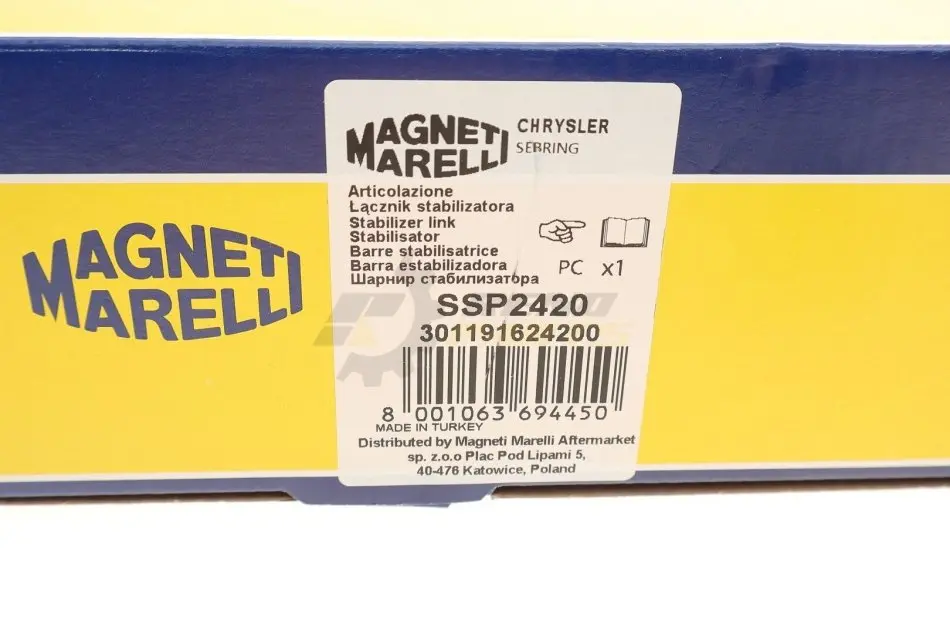 MAGNETI
MARELLI
CHRYSLER
SEBRING
Articolazione
Łącznik stabilizatora
Stabilizer link
Stabilisator
Barre stabilisatrice
Barra estabilizadora
Шарнир стабилизатора
PC x1
SSP2420
301191624200
8 001063 694450
MADE IN TURKEY
Distributed by Magneti Marelli Aftermarket
sp. z.o.o Plac Pod Lipami 5,
40-476 Katowice, Poland
MAGNETI
MARELLI